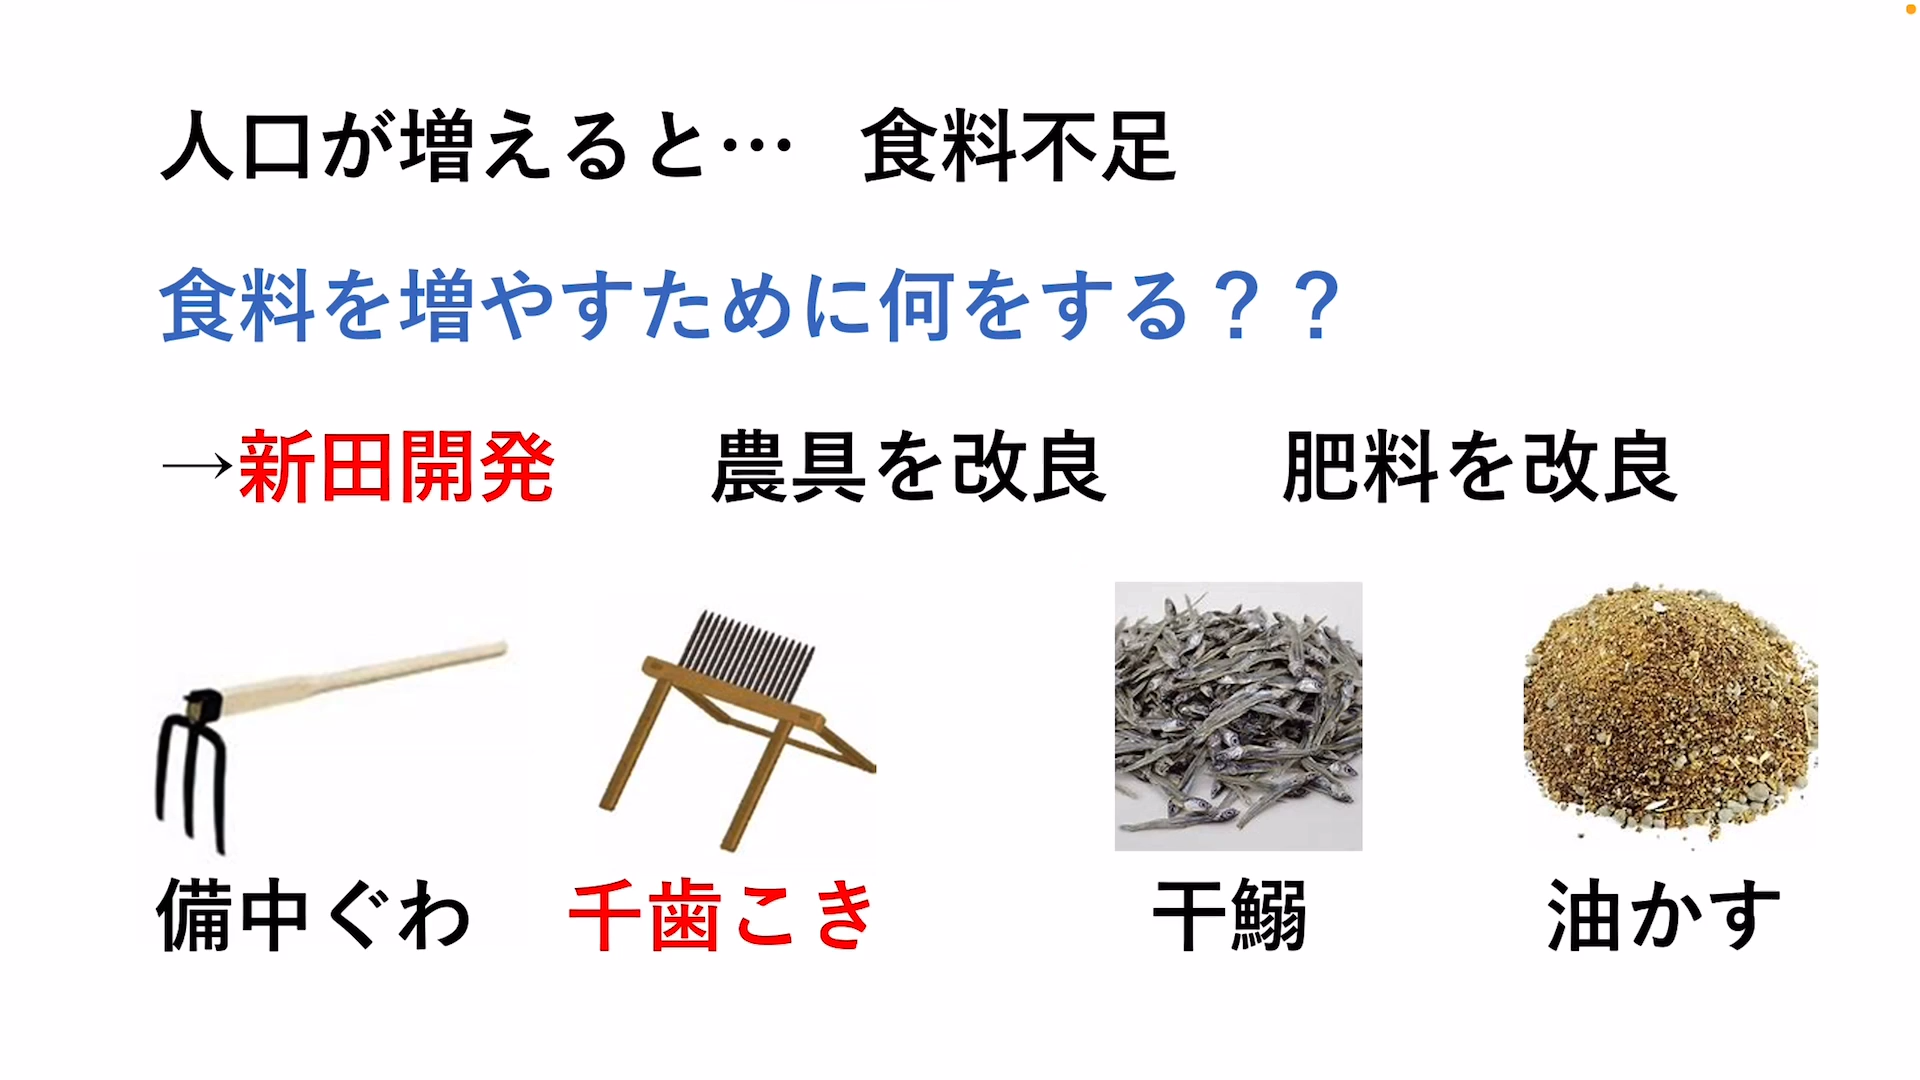 人口が増えると… 食料不足
食料を増やすために何をする？？
→新田開発 農具を改良 肥料を改良
備中ぐわ 千歯こき 干鰯 油かす